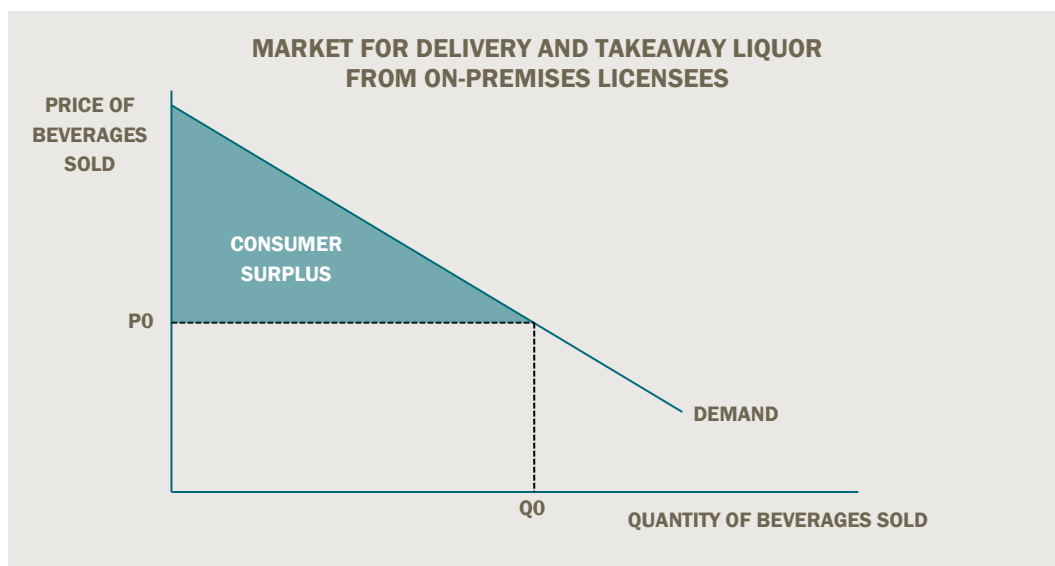 MARKET FOR DELIVERY AND TAKEAWAY LIQUOR
FROM ON-PREMISES LICENSEES
PRICE OF
BEVERAGES
SOLD
CONSUMER
SURPLUS
P0
DEMAND
Q0
QUANTITY OF BEVERAGES SOLD